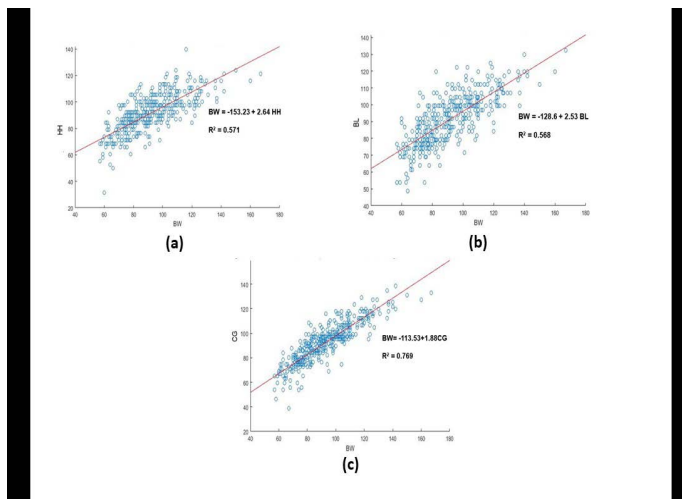 140
120
100
80
60
40
20
HH
BW = -153.23 + 2.64 HH
R² = 0.571
40 60 80 100 120 140 160 180
BW
(a)
140
130
120
110
100
90
80
70
60
50
40
BL
BW = -128.6 + 2.53 BL
R² = 0.568
40 60 80 100 120 140 160 180
BW
(b)
160
140
120
100
80
60
40
20
CG
BW= -113.53+1.88CG
R² = 0.769
40 60 80 100 120 140 160 180
BW
(c)